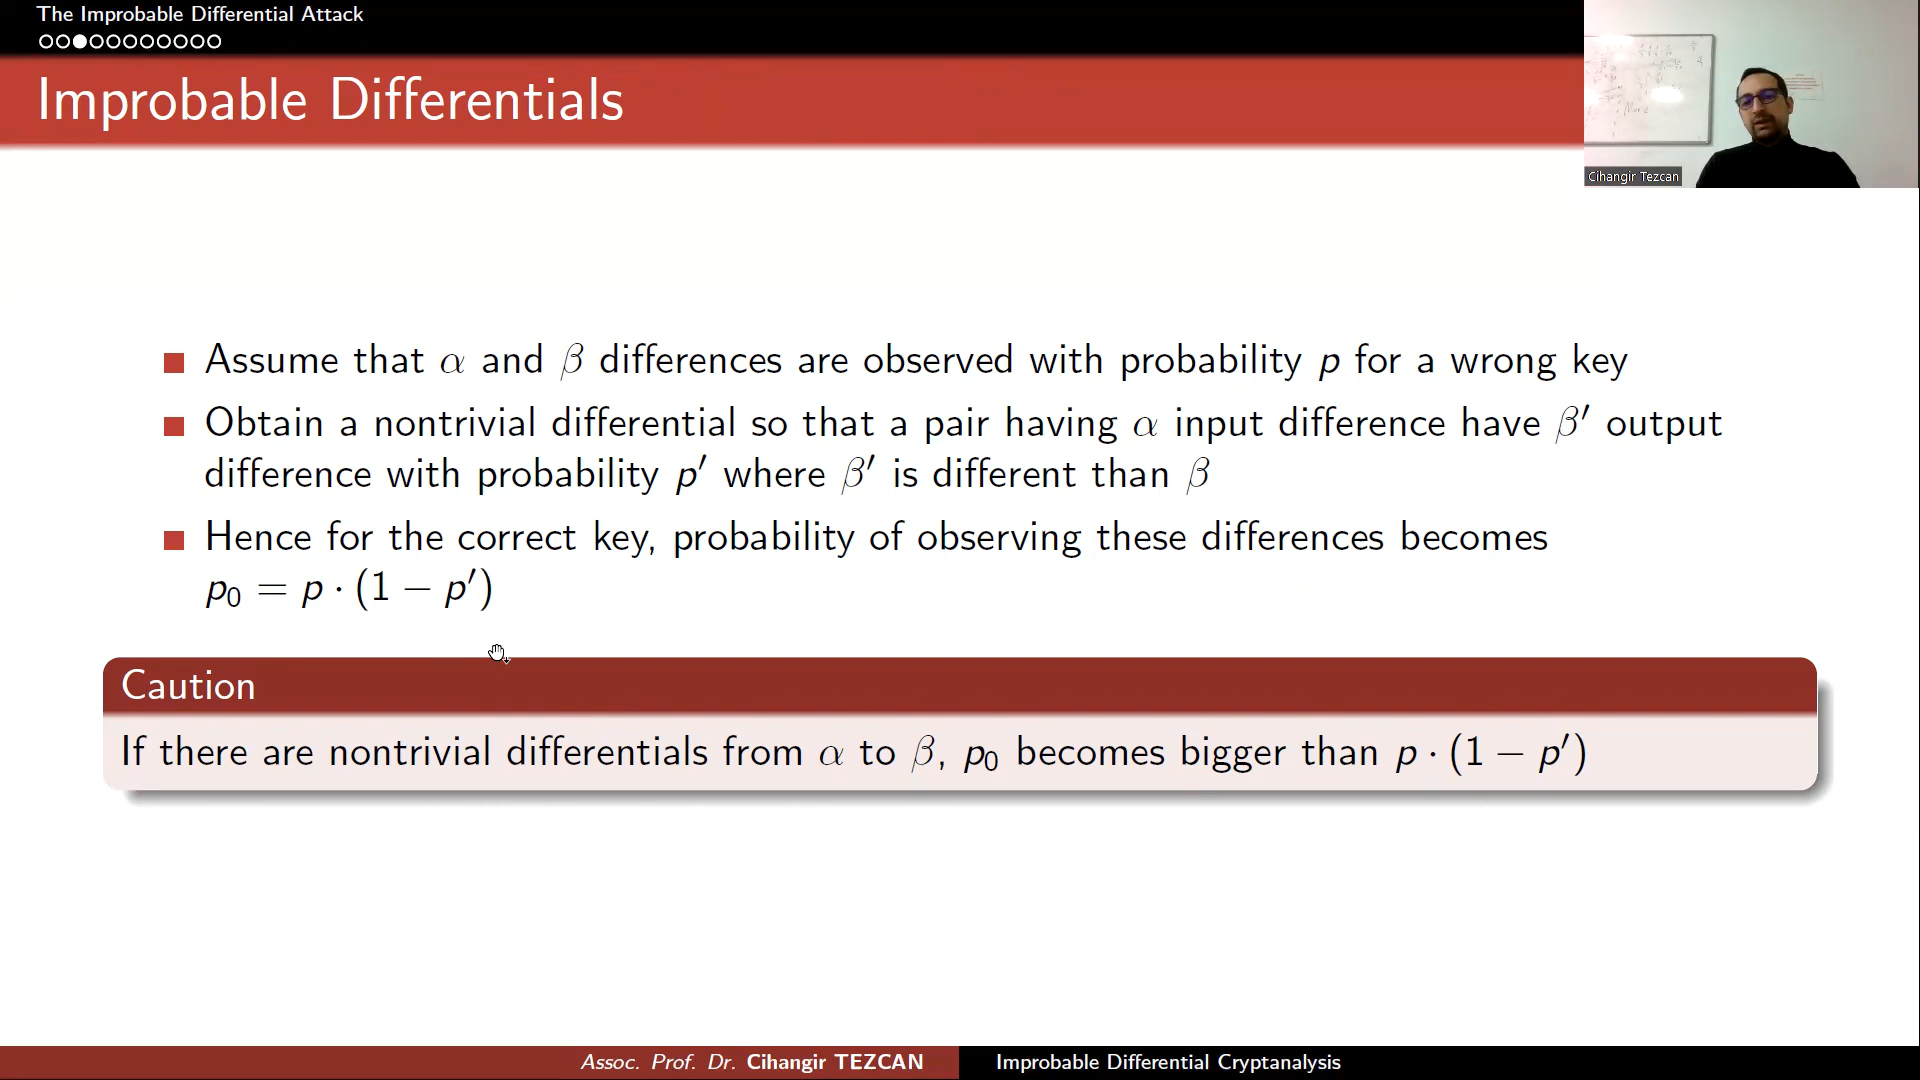 The Improbable Differential Attack
Improbable Differentials
Cihangir Tezcan
Assume that α and β differences are observed with probability p for a wrong key
Obtain a nontrivial differential so that a pair having α input difference have β′ output
difference with probability p′ where β′ is different than β
Hence for the correct key, probability of observing these differences becomes
p₀ = p · (1 − p′)
Caution
If there are nontrivial differentials from α to β, p₀ becomes bigger than p · (1 − p′)
Assoc. Prof. Dr. Cihangir TEZCAN
Improbable Differential Cryptanalysis